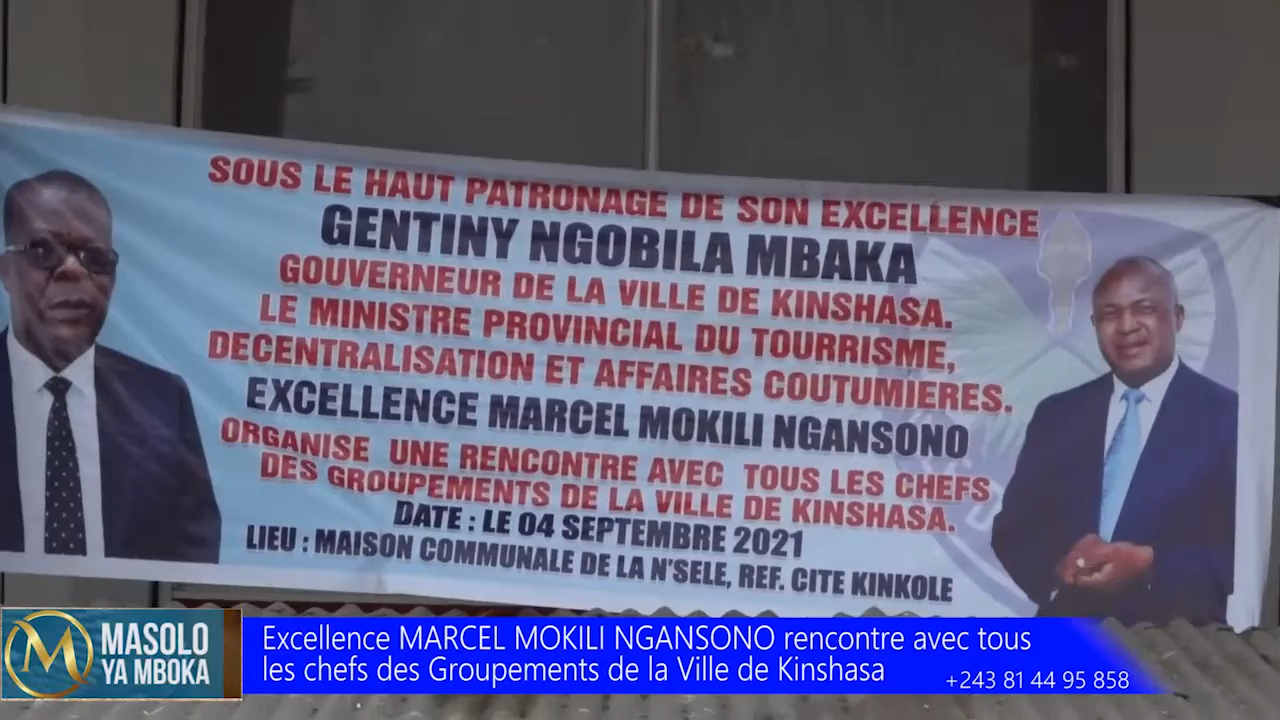 SOUS LE HAUT PATRONAGE DE SON EXCELLENCE
GENTINY NGOBILA MBAKA
GOUVERNEUR DE LA VILLE DE KINSHASA.
LE MINISTRE PROVINCIAL DU TOURRISME,
DECENTRALISATION ET AFFAIRES COUTUMIERES.
EXCELLENCE MARCEL MOKILI NGANSONO
ORGANISE UNE RENCONTRE AVEC TOUS LES CHEFS
DES GROUPEMENTS DE LA VILLE DE KINSHASA.
DATE : LE 04 SEPTEMBRE 2021
LIEU : MAISON COMMUNALE DE LA N'SELE, REF. CITE KINKOLE
M
MASOLO
YA MBOKA
Excellence MARCEL MOKILI NGANSONO rencontre avec tous
les chefs des Groupements de la Ville de Kinshasa
+243 81 44 95 858